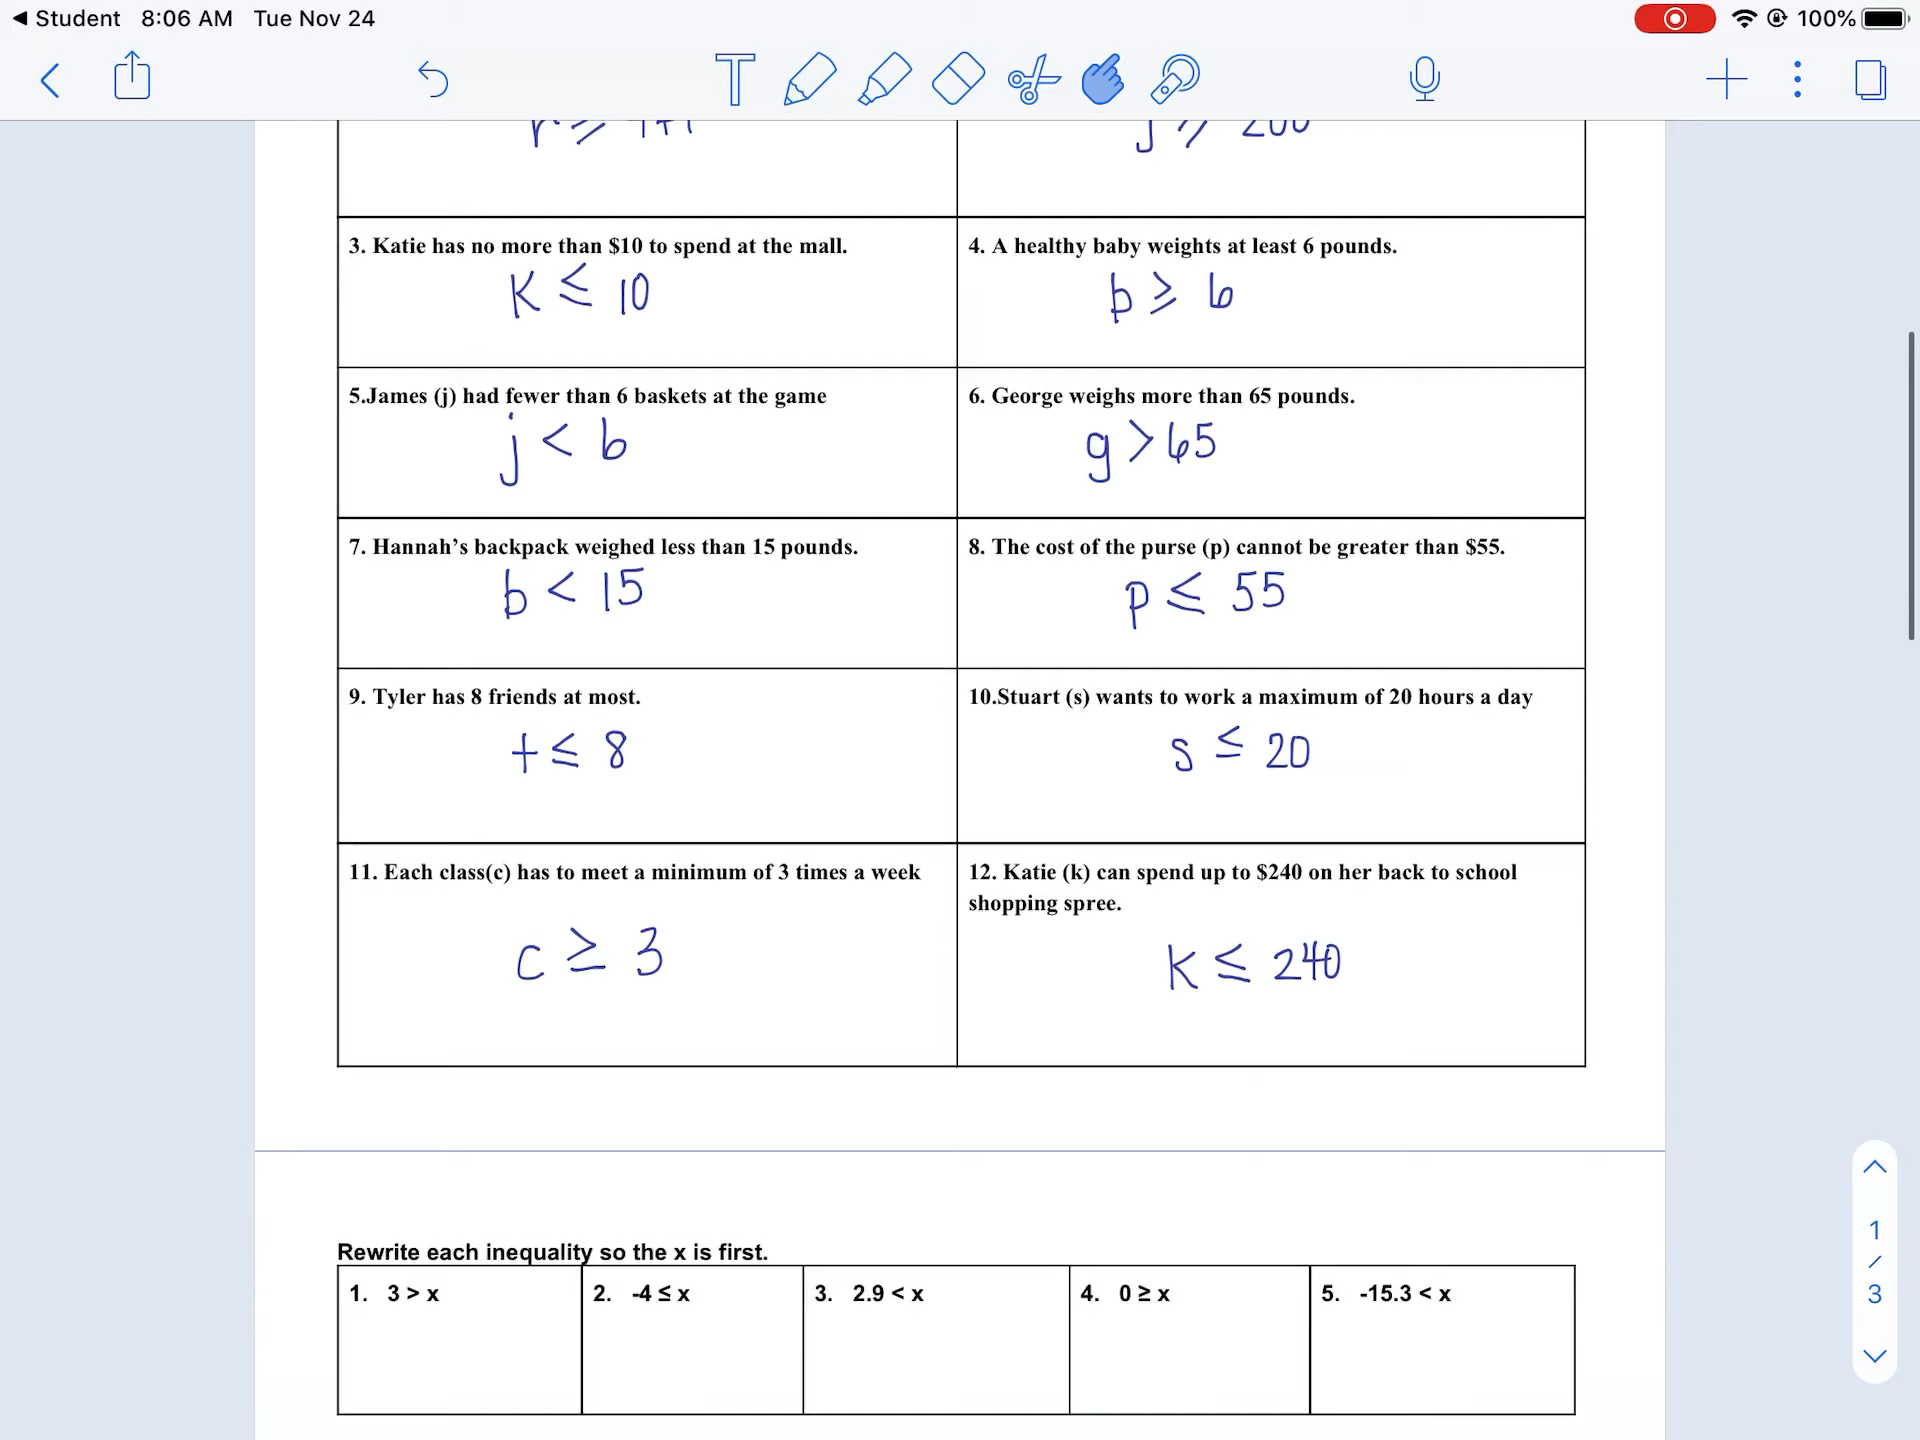 Student 8:06 AM Tue Nov 24 100%
200
3. Katie has no more than $10 to spend at the mall.
K ≤ 10
4. A healthy baby weights at least 6 pounds.
b ≥ 6
5.James (j) had fewer than 6 baskets at the game
j < 6
6. George weighs more than 65 pounds.
g > 65
7. Hannah’s backpack weighed less than 15 pounds.
b < 15
8. The cost of the purse (p) cannot be greater than $55.
p ≤ 55
9. Tyler has 8 friends at most.
t ≤ 8
10.Stuart (s) wants to work a maximum of 20 hours a day
s ≤ 20
11. Each class(c) has to meet a minimum of 3 times a week
c ≥ 3
12. Katie (k) can spend up to $240 on her back to school
shopping spree.
K ≤ 240
Rewrite each inequality so the x is first.
1. 3 > x
2. -4 ≤ x
3. 2.9 < x
4. 0 ≥ x
5. -15.3 < x
1
/
3